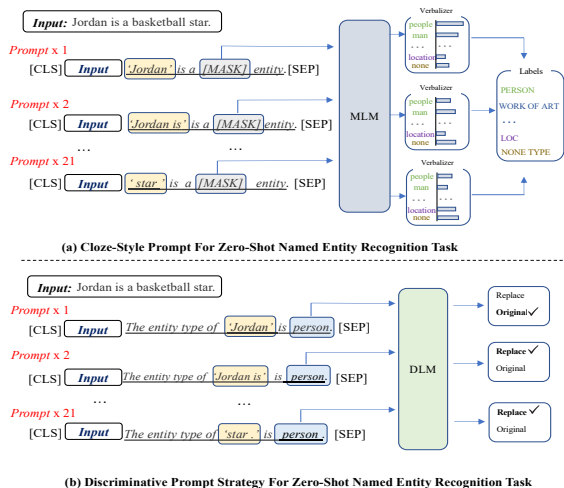 Input: Jordan is a basketball star.
Prompt x 1
[CLS] Input 'Jordan' is a [MASK] entity. [SEP]
Prompt x 2
[CLS] Input 'Jordan is' is a [MASK] entity. [SEP]
... ...
Prompt x 21
[CLS] Input ' star .' is a [MASK] entity. [SEP]
MLM
Verbalizer
people
man
. . . . . .
location
none
Verbalizer
people
man
. . . . . .
location
none
Verbalizer
people
man
. . . . . .
location
none
Labels
PERSON
WORK OF ART
...
LOC
NONE TYPE
(a) Cloze-Style Prompt For Zero-Shot Named Entity Recognition Task
Input: Jordan is a basketball star.
Prompt x 1
[CLS] Input The entity type of 'Jordan' is person. [SEP]
Prompt x 2
[CLS] Input The entity type of 'Jordan is' is person. [SEP]
... ...
Prompt x 21
[CLS] Input The entity type of 'star .' is person. [SEP]
DLM
Replace
Original ✓
Replace ✓
Original
Replace ✓
Original
(b) Discriminative Prompt Strategy For Zero-Shot Named Entity Recognition Task